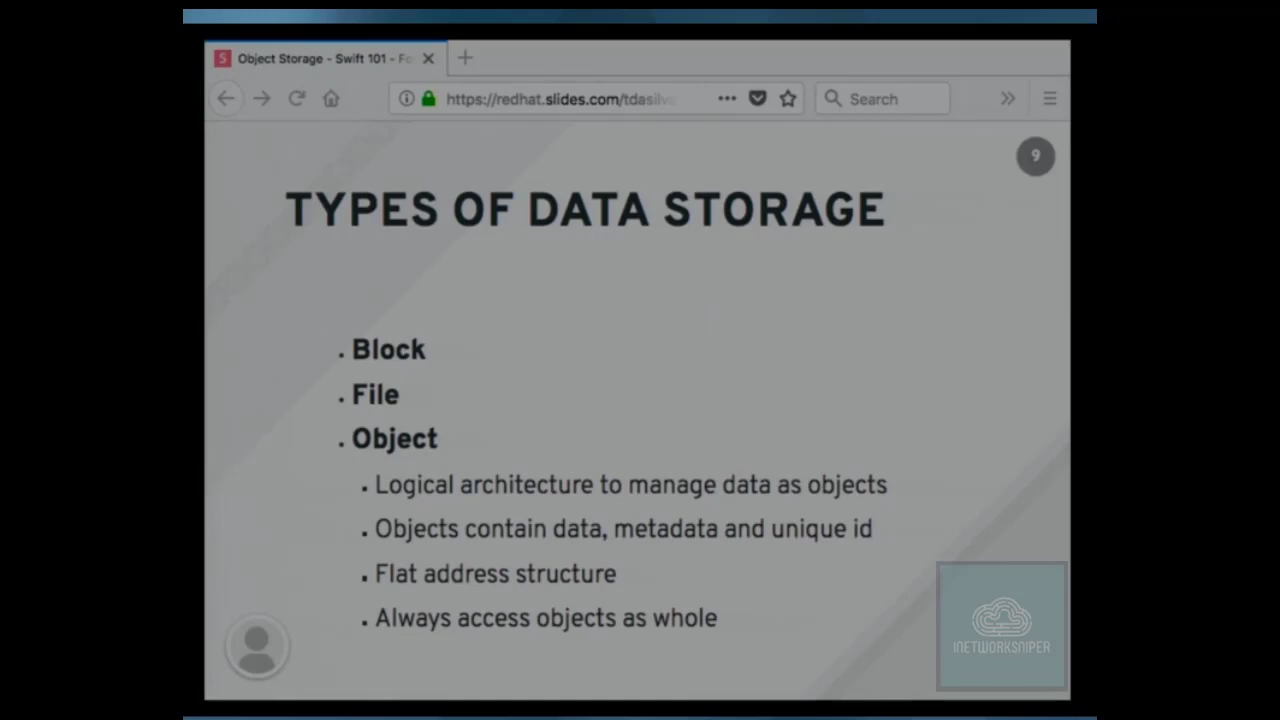 Object Storage - Swift 101 - Fo
https://redhat.slides.com/tdasilva
Search
9
TYPES OF DATA STORAGE
. Block
. File
. Object
. Logical architecture to manage data as objects
. Objects contain data, metadata and unique id
. Flat address structure
. Always access objects as whole
INETWORKSNIPER